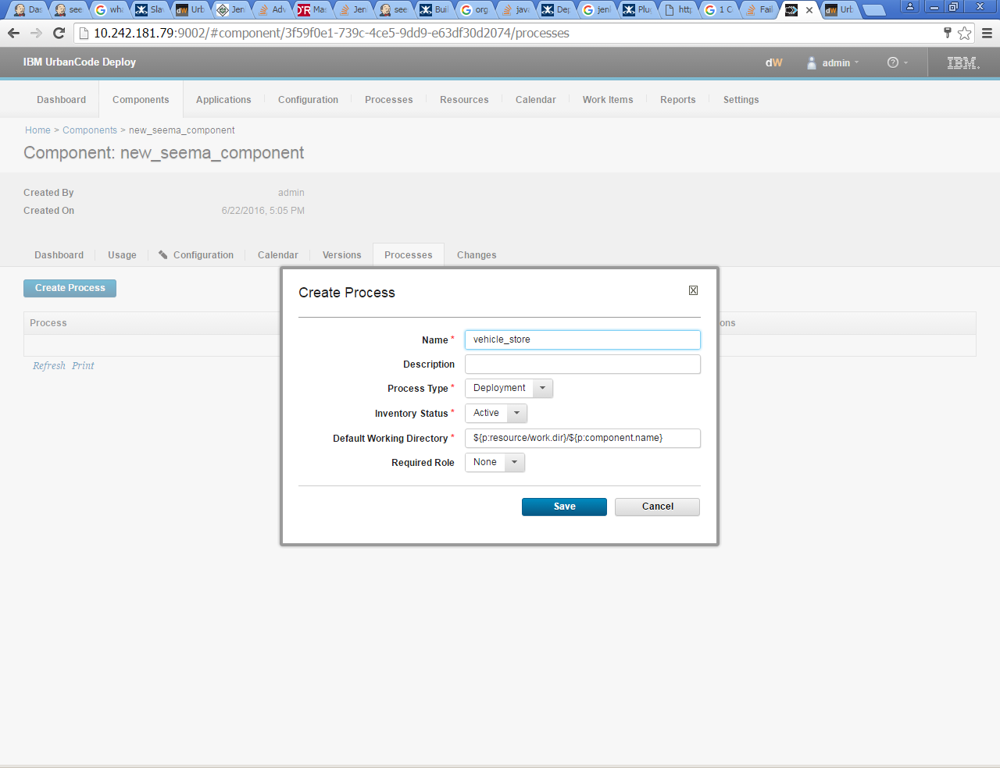 Das
see
wha
Sla
Urb
Jen
Adv
Ma
Jen
see
Buil
org
java
Dep
jenl
Plug
http
1 C
Fail
Urb
10.242.181.79:9002/#component/3f59f0e1-739c-4ce5-9dd9-e63df30d2074/processes
IBM UrbanCode Deploy
dW
admin
IBM
Dashboard
Components
Applications
Configuration
Processes
Resources
Calendar
Work Items
Reports
Settings
Home > Components > new_seema_component
Component: new_seema_component
Created By admin
Created On 6/22/2016, 5:05 PM
Dashboard
Usage
Configuration
Calendar
Versions
Processes
Changes
Create Process
Process
ons
Refresh Print
Create Process
Name * vehicle_store
Description
Process Type * Deployment
Inventory Status * Active
Default Working Directory * ${p:resource/work.dir}/${p:component.name}
Required Role None
Save
Cancel